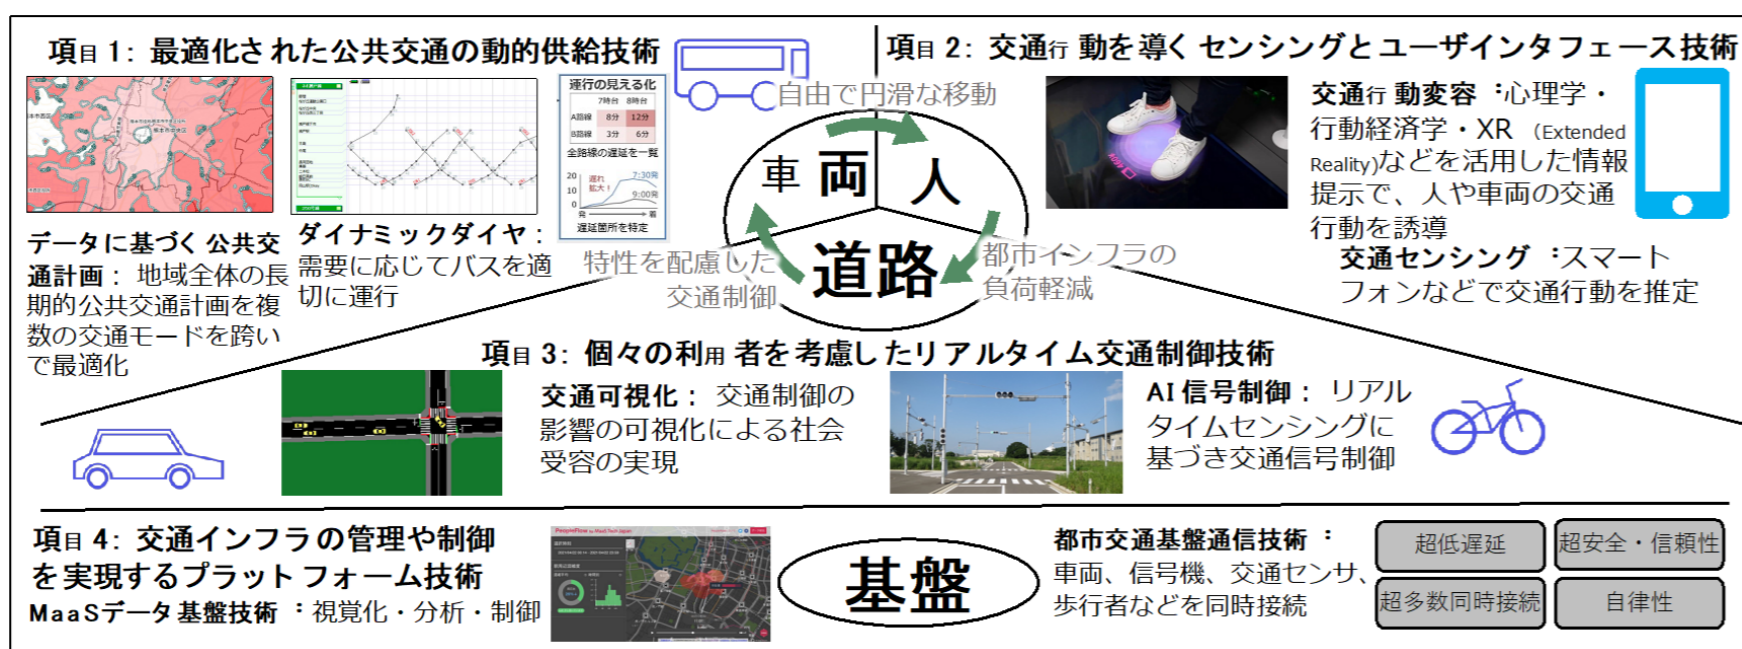 項目1: 最適化された公共交通の動的供給技術
運行の見える化
7時台 8時台
A路線 8分 12分
B路線 3分 6分
全路線の遅延を一覧
20
10
0
遅れ
拡大！
7:30発
9:00発
発 着
遅延箇所を特定
データに基づく公共交
通計画： 地域全体の長
期的公共交通計画を複
数の交通モードを跨い
で最適化
ダイナミックダイヤ：
需要に応じてバスを適
切に運行
自由で円滑な移動
車両
人
道路
特性を配慮した
交通制御
都市インフラの
負荷軽減
項目2: 交通行動を導くセンシングとユーザインタフェース技術
交通行動変容：心理学・
行動経済学・XR （Extended
Reality)などを活用した情報
提示で、人や車両の交通
行動を誘導
交通センシング：スマート
フォンなどで交通行動を推定
項目3: 個々の利用者を考慮したリアルタイム交通制御技術
交通可視化： 交通制御の
影響の可視化による社会
受容の実現
AI信号制御： リアル
タイムセンシングに
基づき交通信号制御
項目4: 交通インフラの管理や制御
を実現するプラットフォーム技術
MaaSデータ基盤技術：視覚化・分析・制御
基盤
都市交通基盤通信技術：
車両、信号機、交通センサ、
歩行者などを同時接続
超低遅延
超安全・信頼性
超多数同時接続
自律性